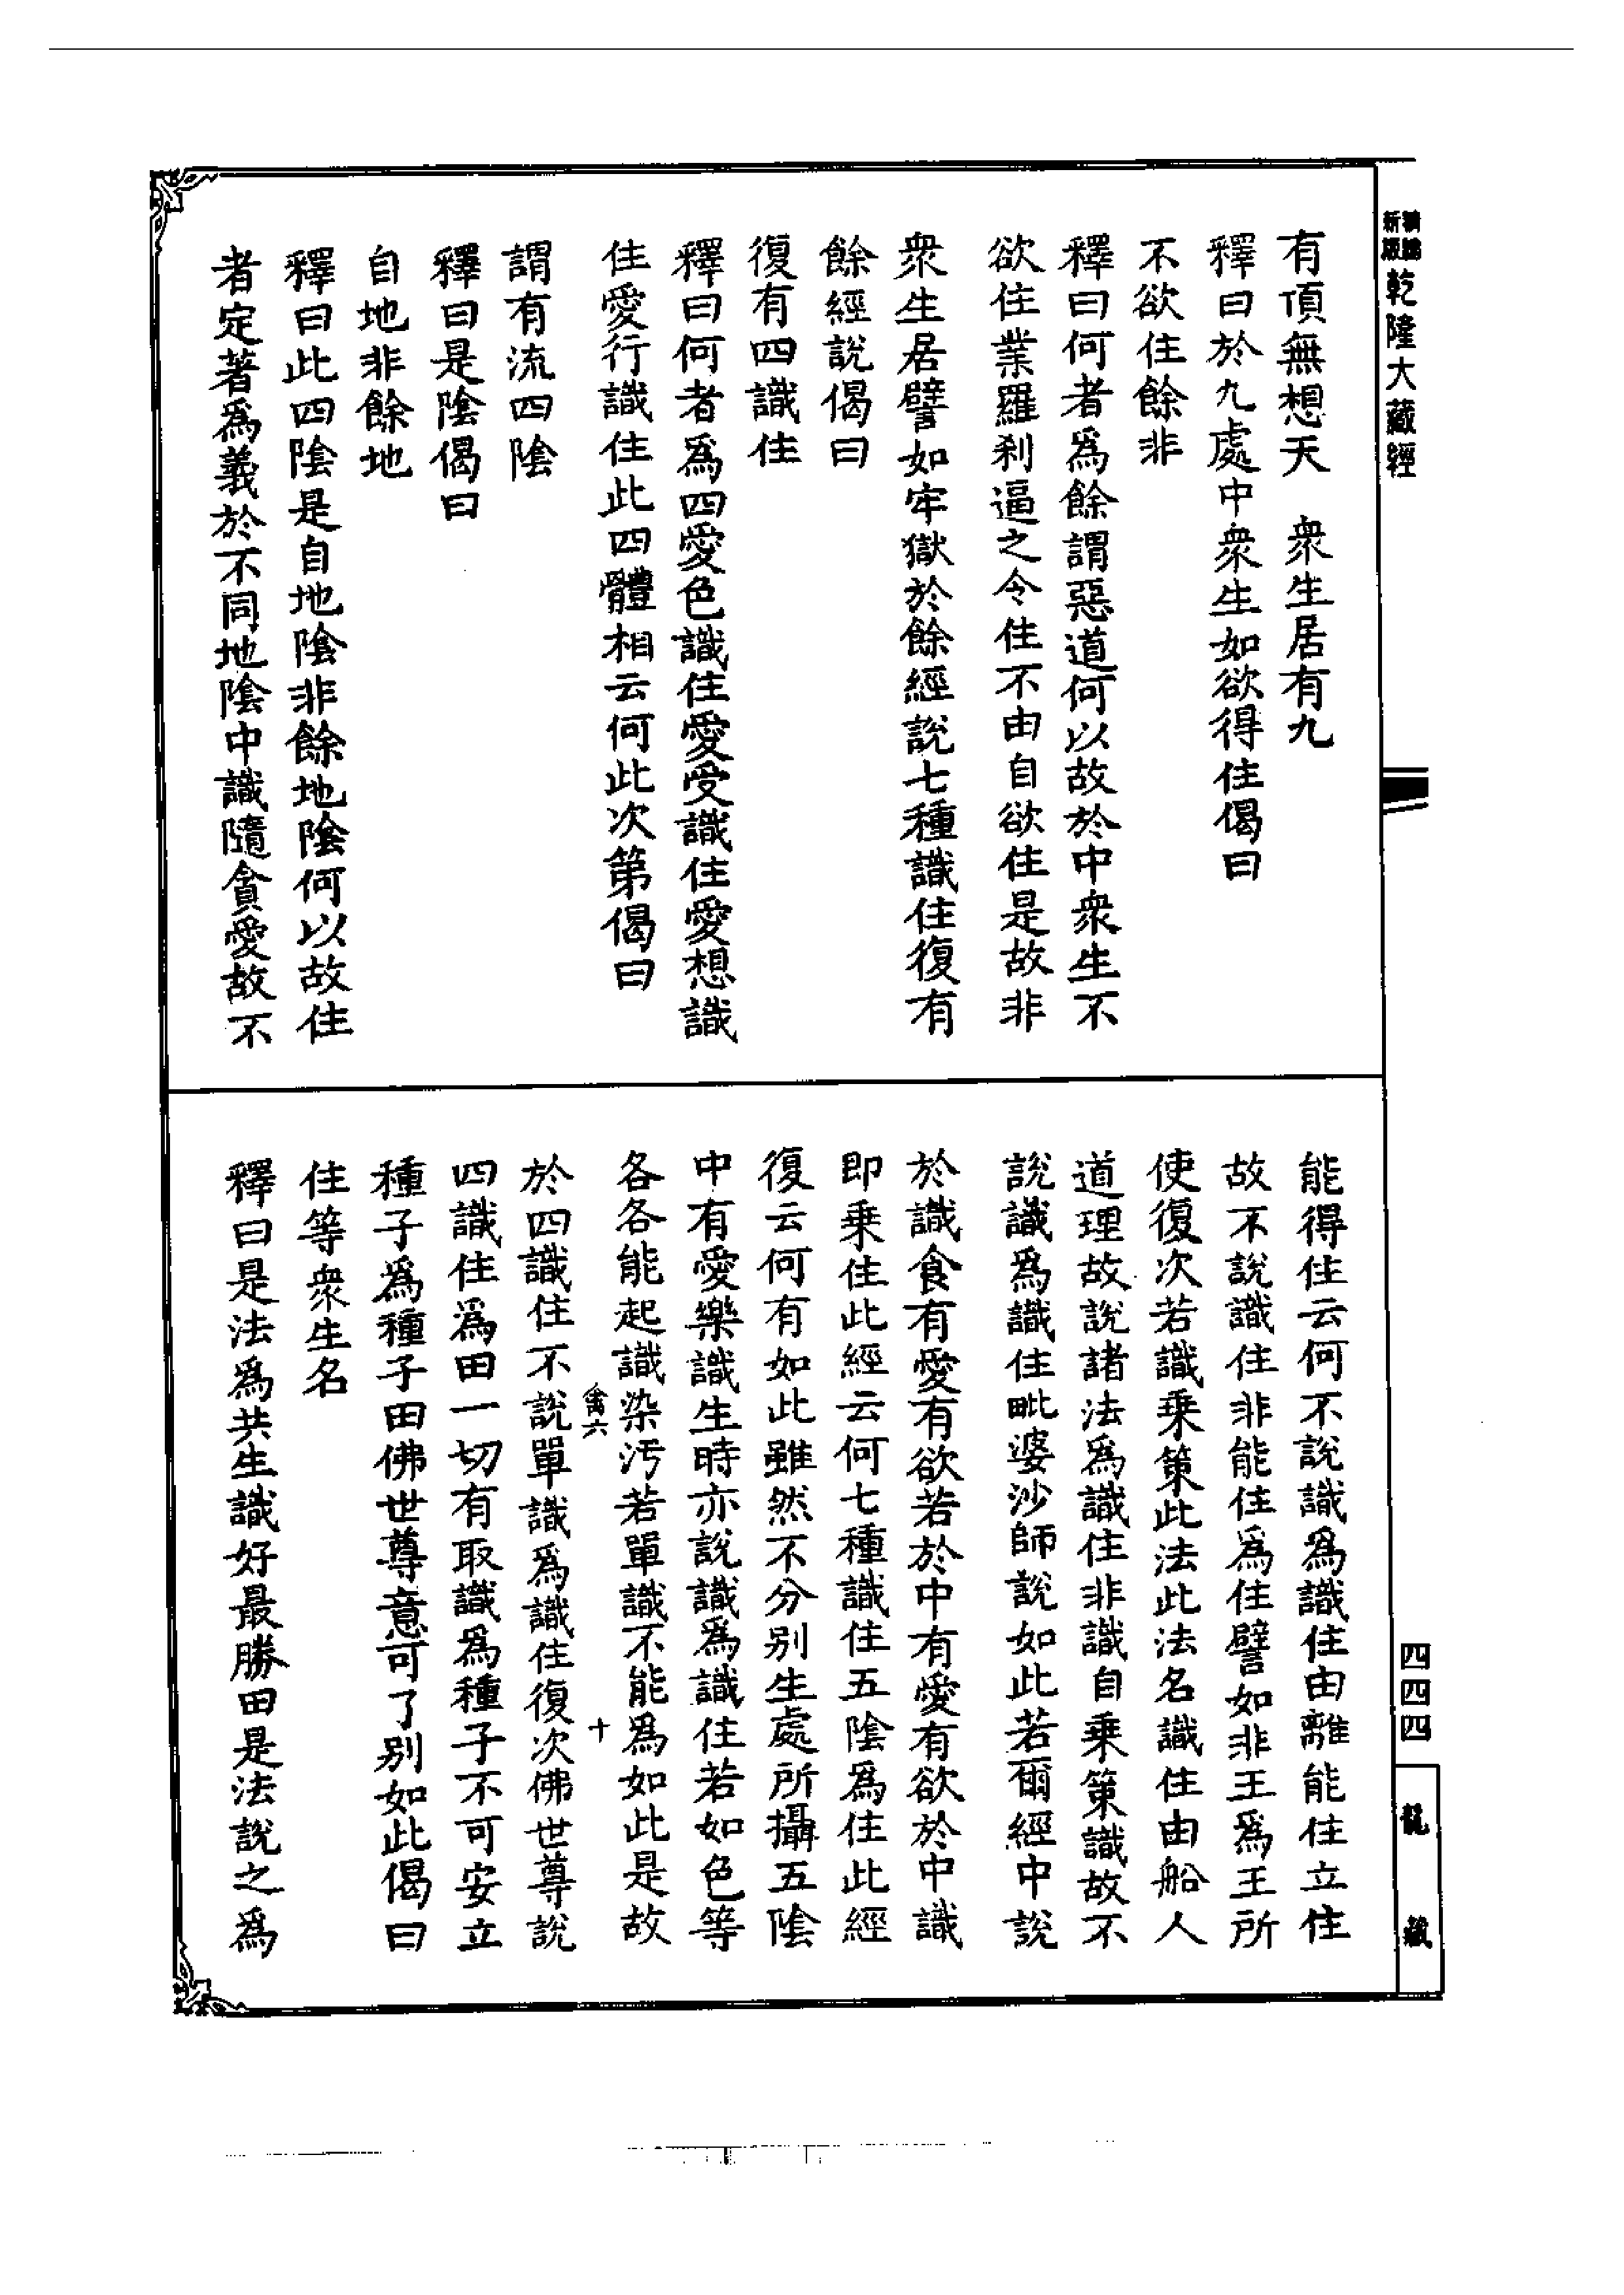 新編
縮版
乾隆大藏經
有頂無想天　衆生居有九
釋曰於九處中衆生如欲得住偈曰
不欲住餘非
釋曰何者爲餘謂惡道何以故於中衆生不
欲住業羅刹逼之令住不由自欲住是故非
衆生居譬如牢獄於餘經說七種識住復有
餘經說偈曰
復有四識住
釋曰何者爲四愛色識住愛受識住愛想識
住愛行識住此四體相云何此次第偈曰
謂有流四陰
釋曰是陰偈曰
自地非餘地
釋曰此四陰是自地陰非餘地陰何以故住
者定著爲義於不同地陰中識隨貪愛故不
能得住云何不說識爲識住由離能住立住
故不說識住非能住爲住譬如非王爲王所
使復次若識乗策此法此法名識住由船人
道理故說諸法爲識住非識自乗策識故不
說識爲識住毗婆沙師說如此若爾經中說
於識食有愛有欲若於中有愛有欲於中識
即乗住此經云何七種識住五陰爲住此經
復云何有如此雖然不分别生處所攝五陰
中有愛樂識生時亦說識爲識住若如色等
各各能起識染汚若單識不能爲如此是故
禽六　十
於四識住不說單識爲識住復次佛世尊說
四識住爲田一切有取識爲種子不可安立
種子爲種子田佛世尊意可了别如此偈曰
住等衆生名
釋曰是法爲共生識好最勝田是法說之爲
四四四
龍藏